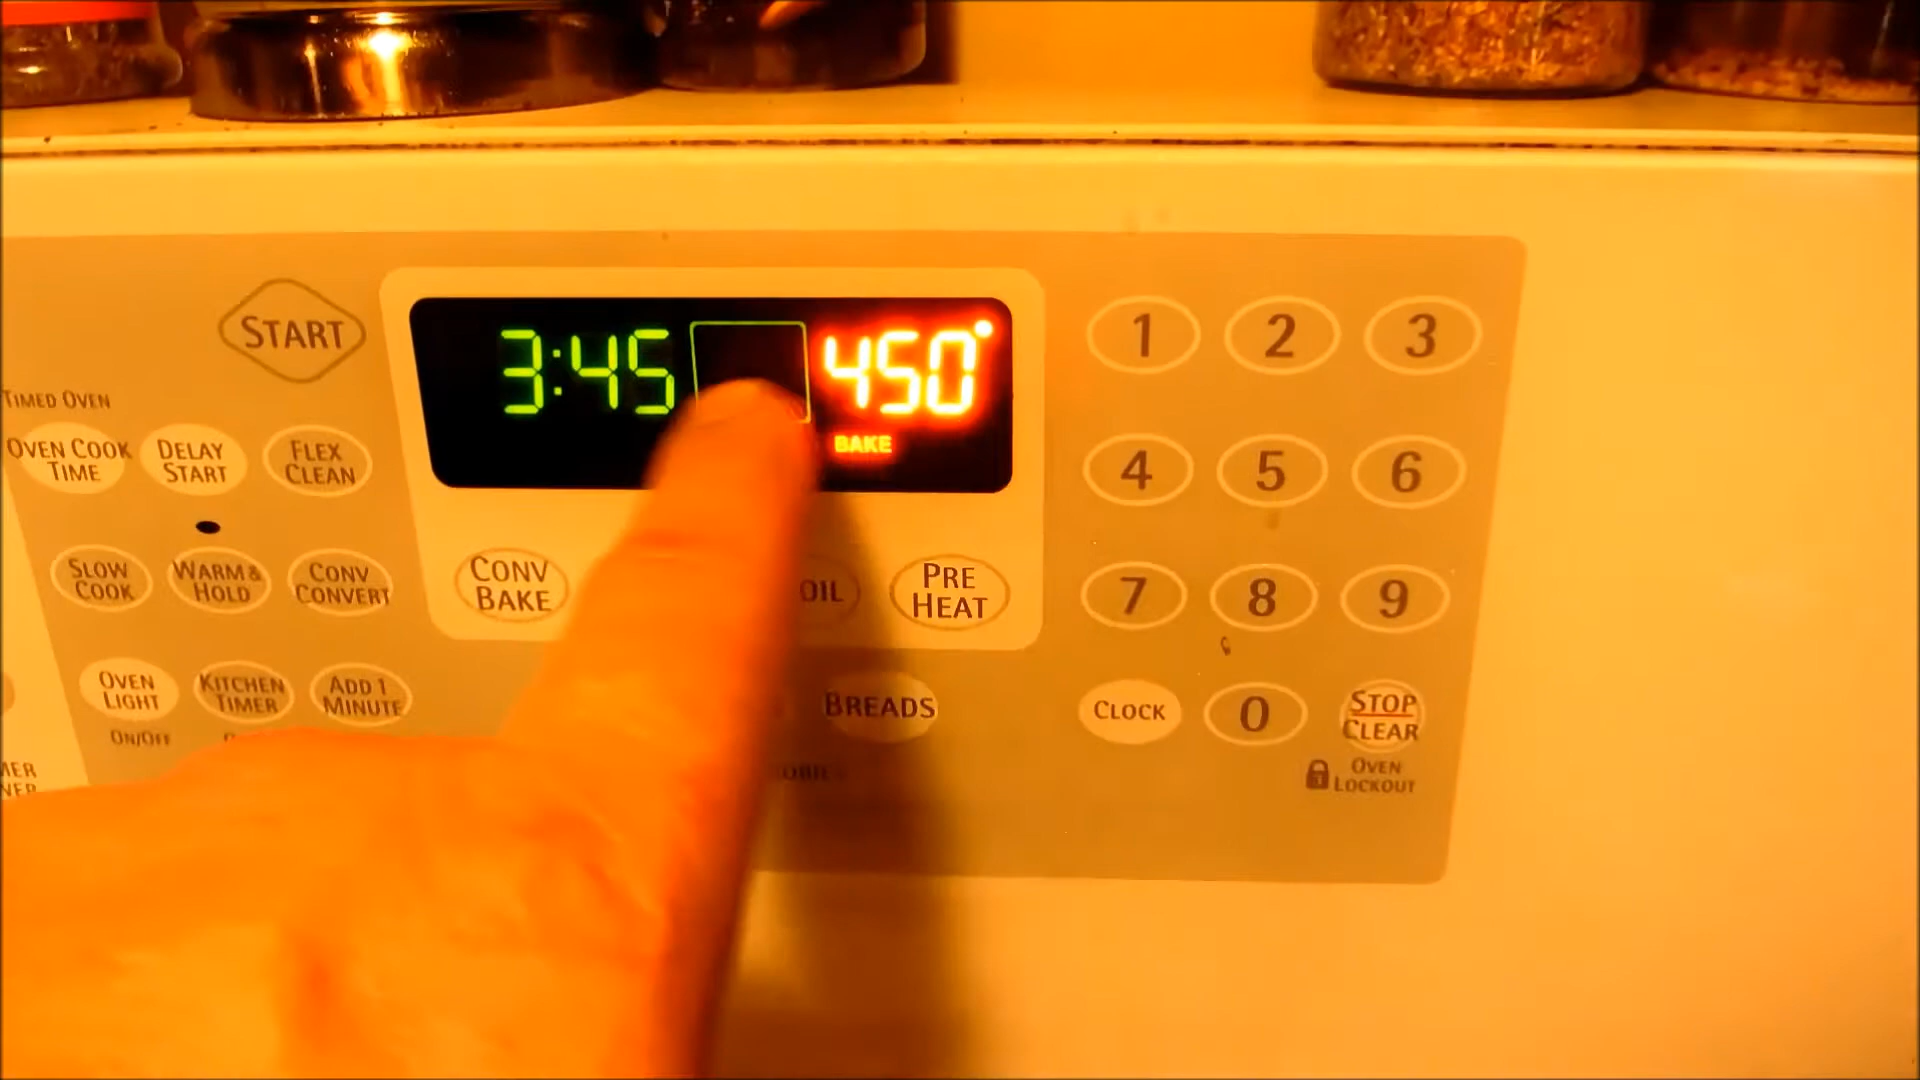 START
3:45
450°
BAKE
1
2
3
TIMED OVEN
OVEN COOK
TIME
DELAY
START
FLEX
CLEAN
4
5
6
SLOW
COOK
WARM &
HOLD
CONV
CONVERT
CONV
BAKE
PRE
HEAT
7
8
9
OVEN
LIGHT
ON/OFF
KITCHEN
TIMER
ADD 1
MINUTE
BREADS
CLOCK
0
STOP
CLEAR
OVEN
LOCKOUT